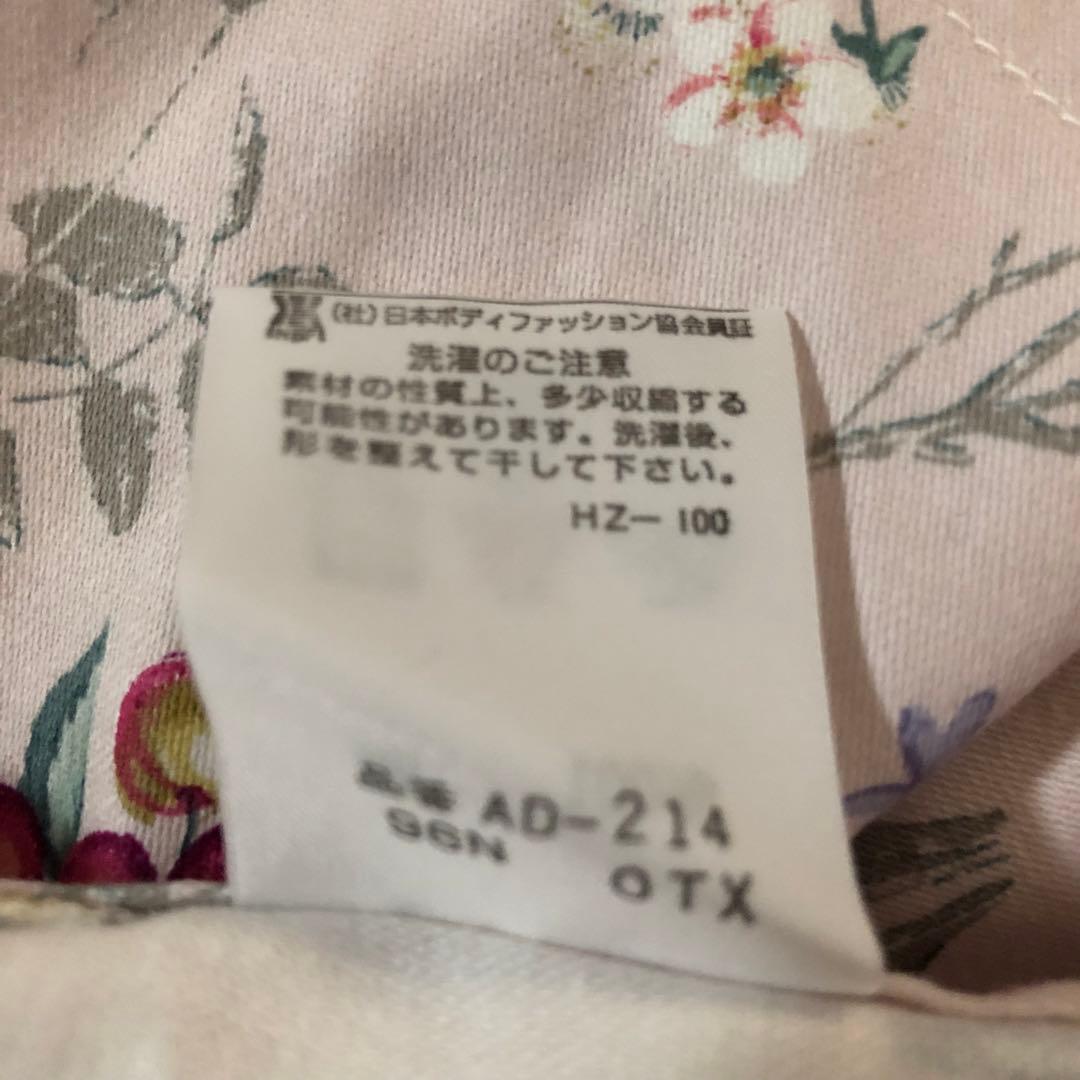 (社)日本ボディファッション協会員証
洗濯のご注意
素材の性質上、多少収縮する
可能性があります。洗濯後、
形を整えて干して下さい。
HZ-100
品番 AD-214
96N OTX